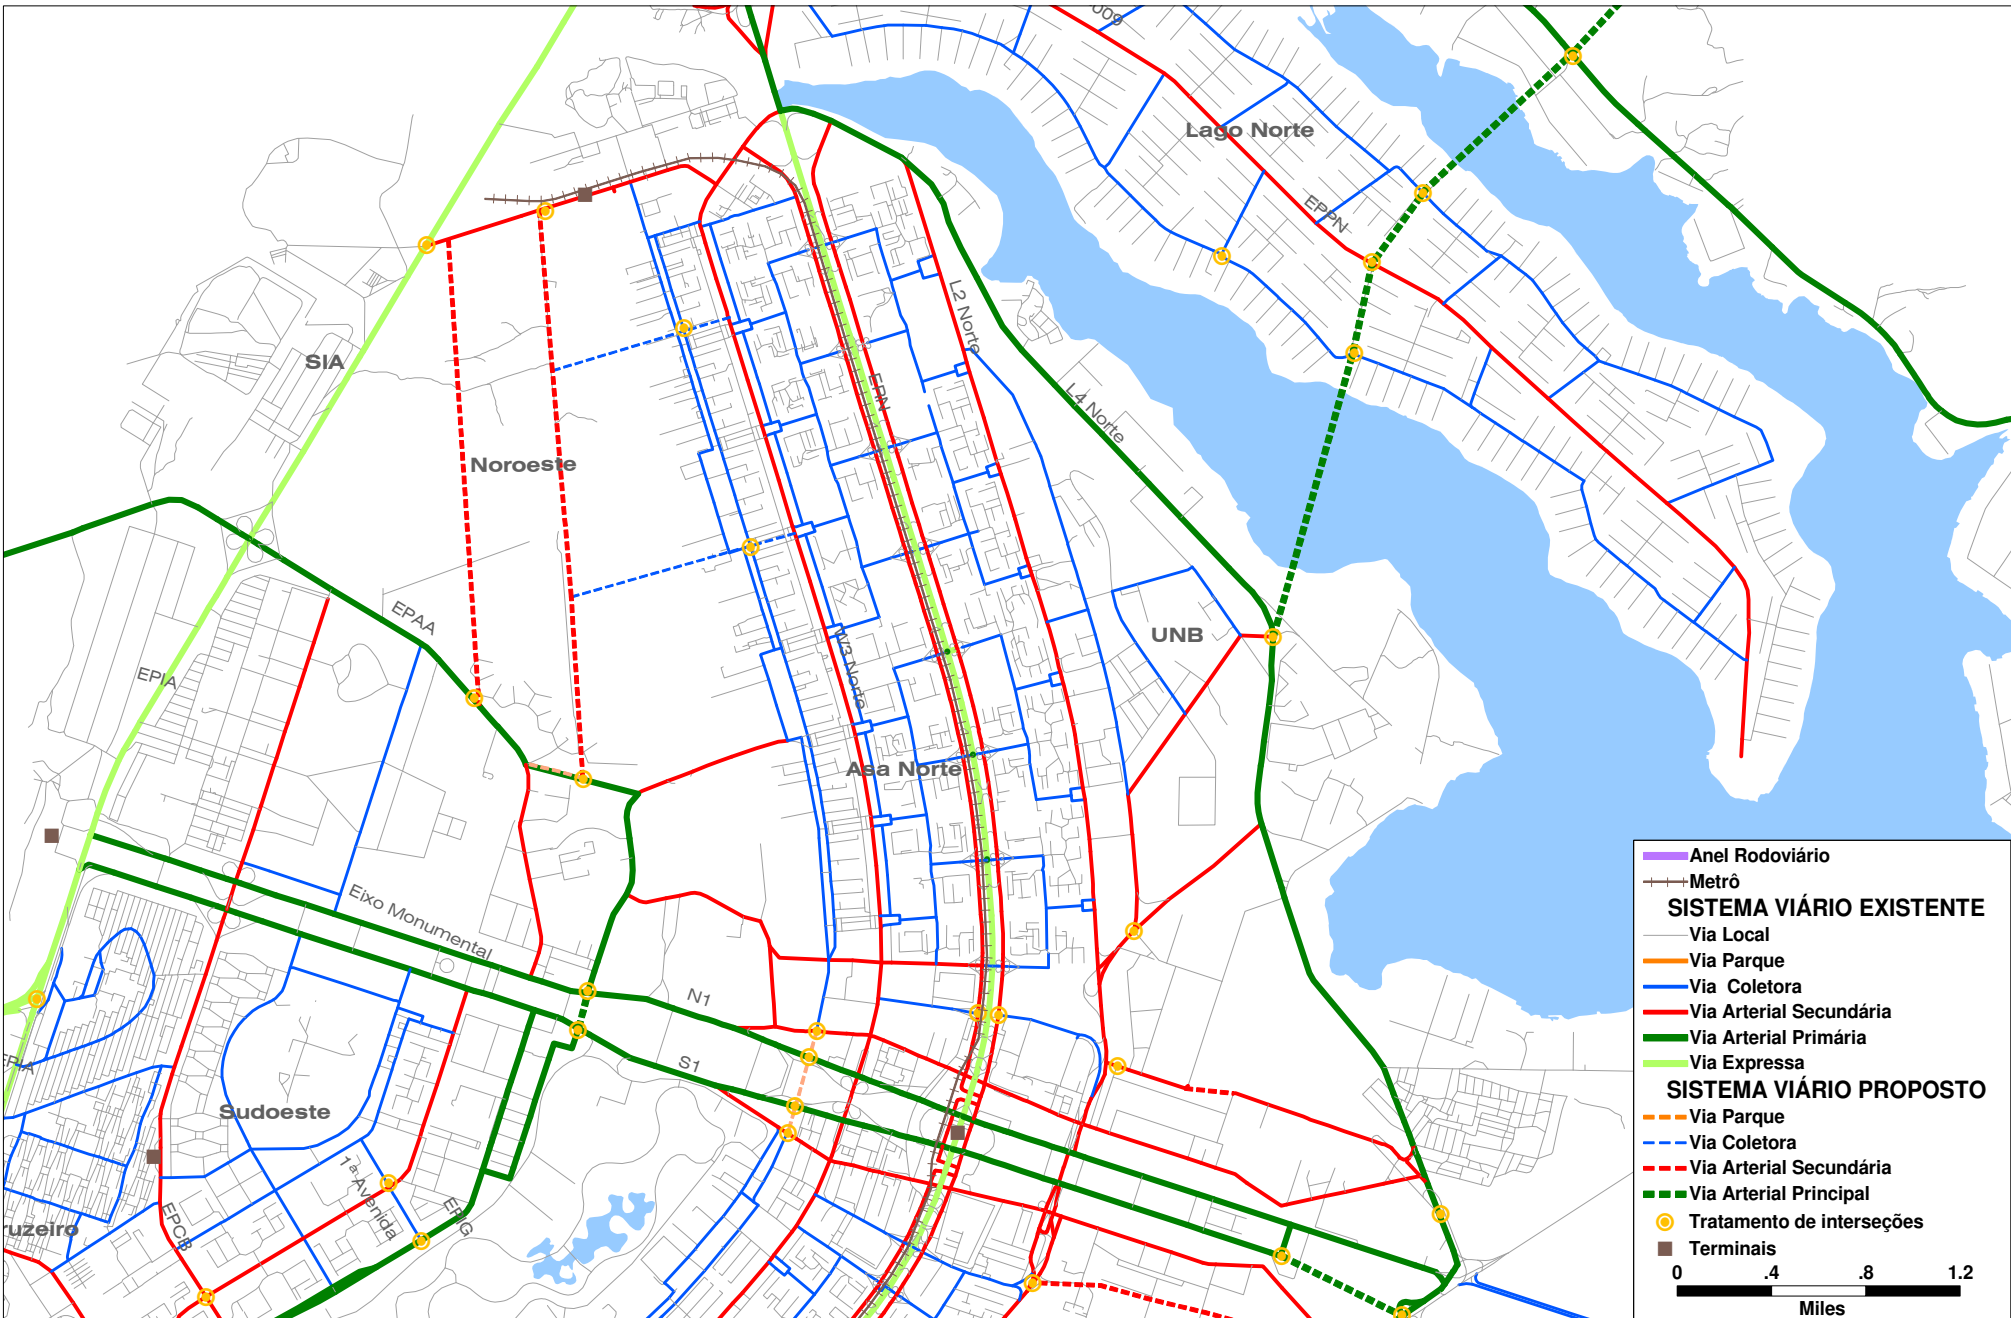 009
Lago Norte
EPPN
L2 Norte
SIA
EPN
L4 Norte
Noroeste
EPAA
UNB
EPIA
W3 Norte
Asa Norte
Eixo Monumental
N1
S1
EPIA
Sudoeste
1ª Avenida
EPIG
EPCB
ruzeiro
Anel Rodoviário
Metrô
SISTEMA VIÁRIO EXISTENTE
Via Local
Via Parque
Via Coletora
Via Arterial Secundária
Via Arterial Primária
Via Expressa
SISTEMA VIÁRIO PROPOSTO
Via Parque
Via Coletora
Via Arterial Secundária
Via Arterial Principal
Tratamento de interseções
Terminais
0 .4 .8 1.2
Miles